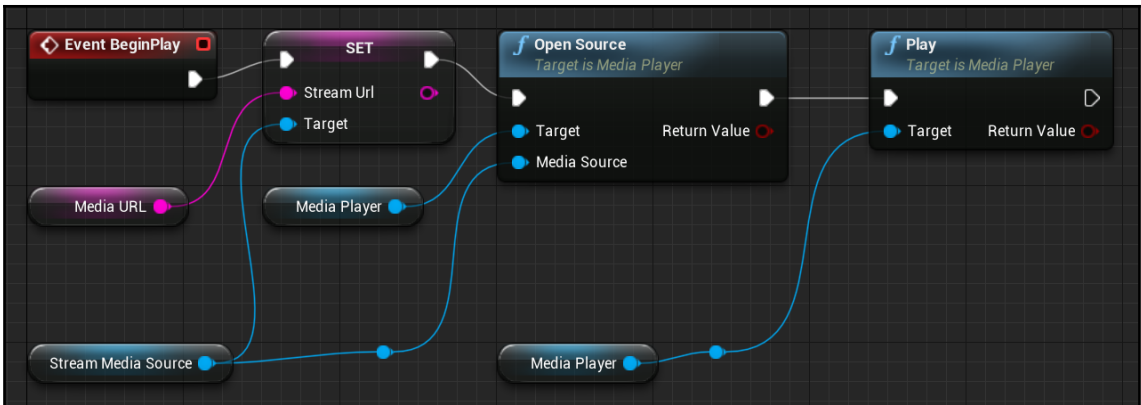 Event BeginPlay
SET
Stream Url
Target
Open Source
Target is Media Player
Target Return Value
Media Source
Play
Target is Media Player
Target Return Value
Media URL
Media Player
Stream Media Source
Media Player